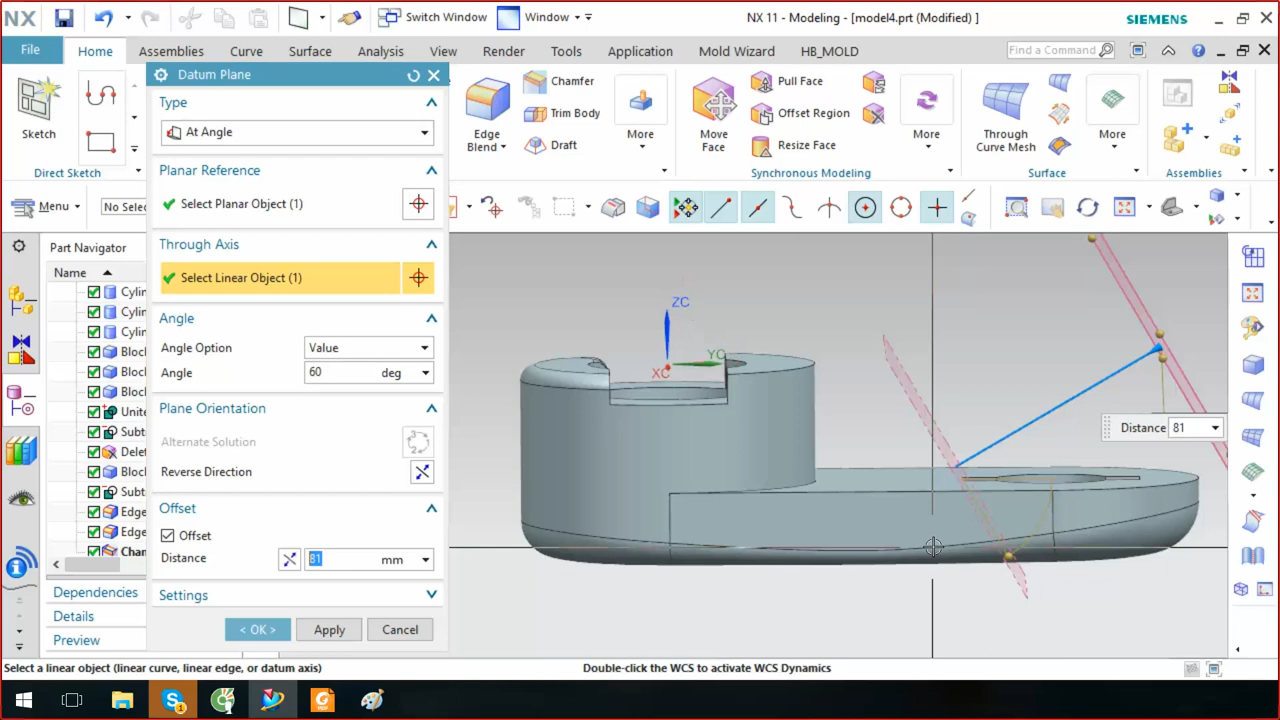 NX
Switch Window
Window
NX 11 - Modeling - [model4.prt (Modified) ]
SIEMENS
File
Home
Assemblies
Curve
Surface
Analysis
View
Render
Tools
Application
Mold Wizard
HB_MOLD
Find a Command
Sketch
Direct Sketch
Datum Plane
Edge
Blend
Chamfer
Trim Body
Draft
More
Move
Face
Pull Face
Offset Region
Resize Face
More
Synchronous Modeling
Through
Curve Mesh
More
Surface
Assemblies
Menu
No Selec
Part Navigator
Name
Cylin
Cylin
Cylin
Block
Block
Block
Unite
Subt
Delet
Block
Subt
Edge
Edge
Chan
Dependencies
Details
Preview
Type
At Angle
Planar Reference
Select Planar Object (1)
Through Axis
Select Linear Object (1)
Angle
Angle Option
Value
Angle
60
deg
Plane Orientation
Alternate Solution
Reverse Direction
Offset
Offset
Distance
81
mm
Settings
< OK >
Apply
Cancel
ZC
YC
XC
Distance
81
Select a linear object (linear curve, linear edge, or datum axis)
Double-click the WCS to activate WCS Dynamics